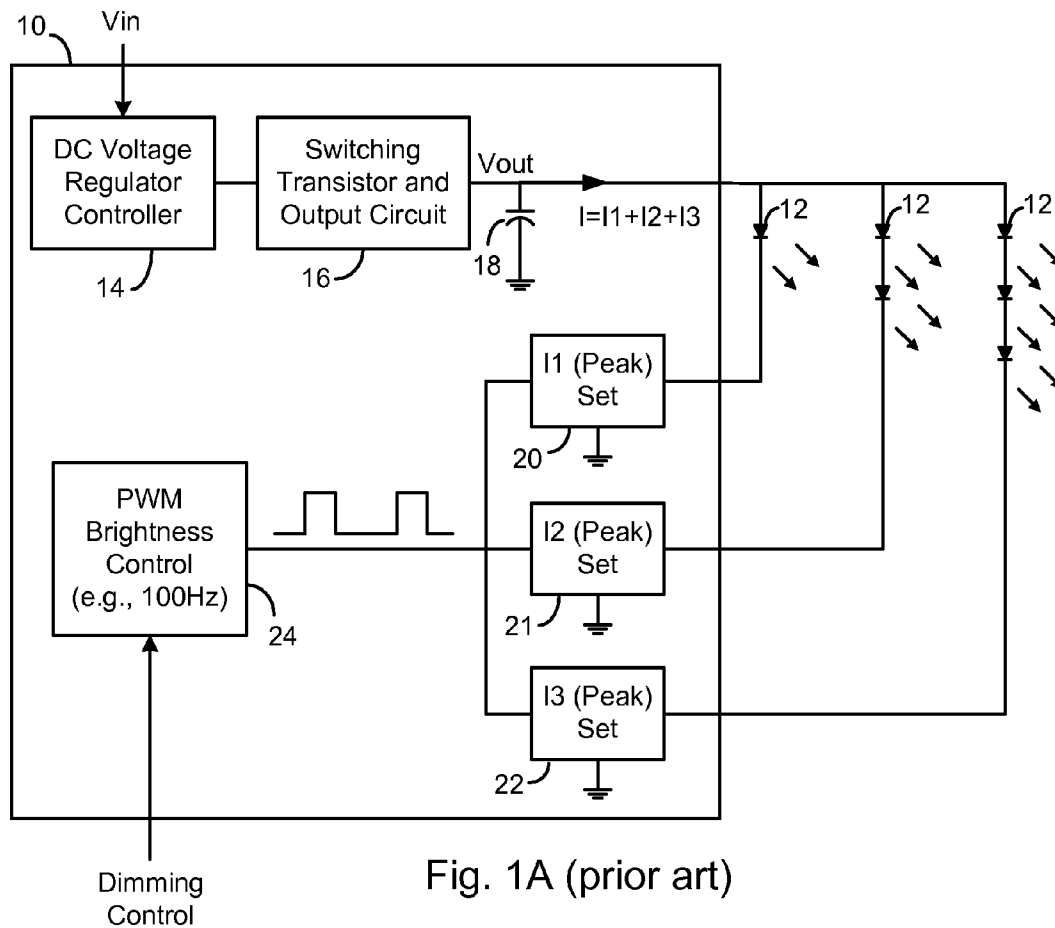 Vin
10
DC Voltage
Regulator
Controller
14
Switching
Transistor and
Output Circuit
16
Vout
18
I=I1+I2+I3
12
12
12
I1 (Peak)
Set
20
PWM
Brightness
Control
(e.g., 100Hz)
24
I2 (Peak)
Set
21
I3 (Peak)
Set
22
Dimming
Control
Fig. 1A (prior art)